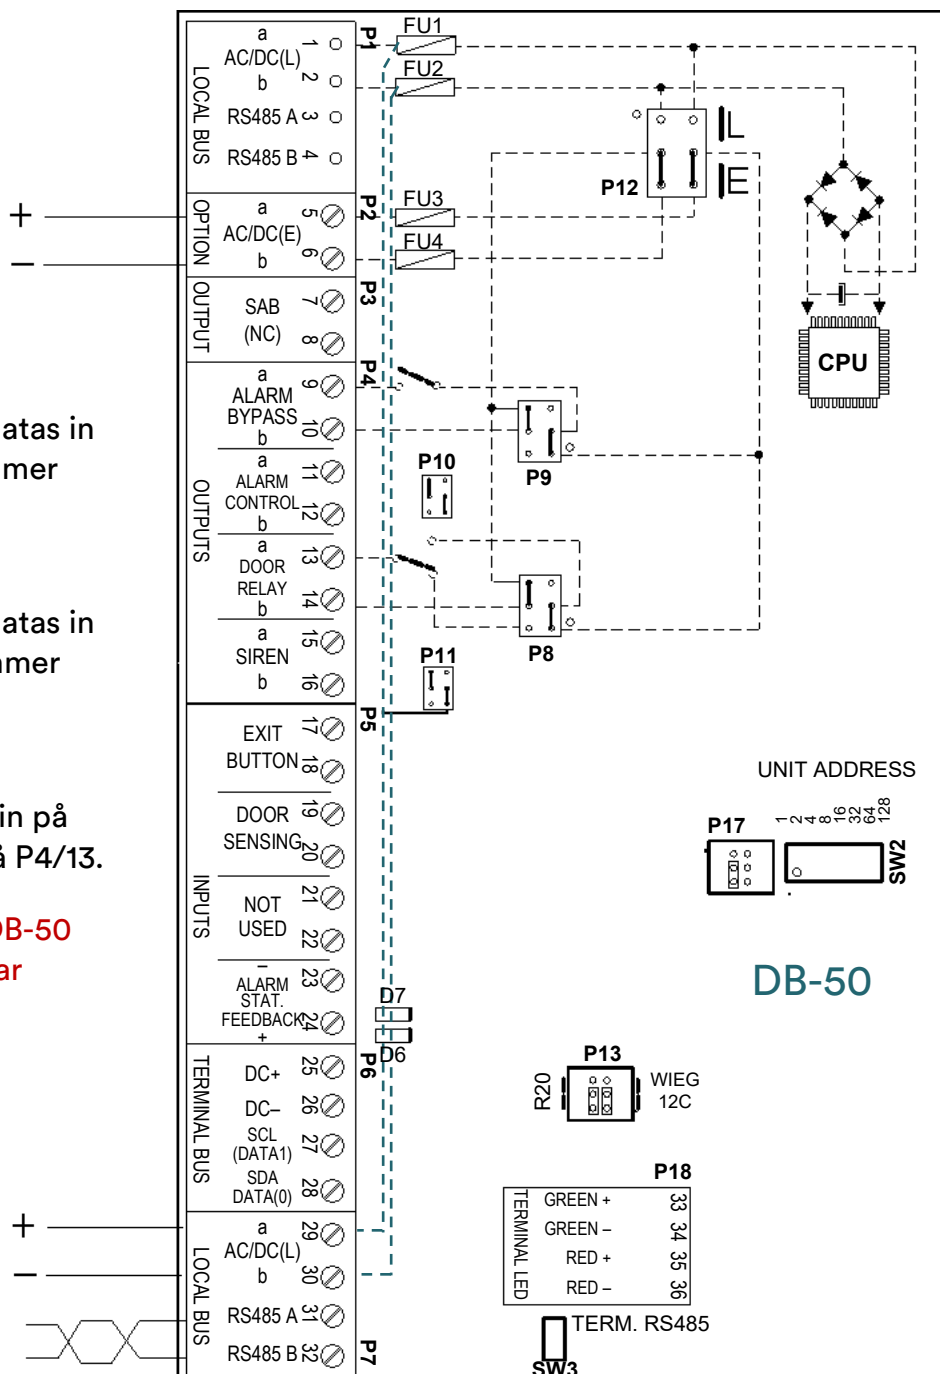 FU1
FU2
FU3
FU4
P1
a
AC/DC(L)
b
RS485 A
RS485 B
1
2
3
4
LOCAL BUS
P2
a
AC/DC(E)
b
5
6
OPTION
+
−
P3
SAB
(NC)
7
8
OUTPUT
P4
a
ALARM
BYPASS
b
9
10
a
ALARM
CONTROL
b
11
12
a
DOOR
RELAY
b
13
14
a
SIREN
b
15
16
OUTPUTS
P5
EXIT
BUTTON
17
18
DOOR
SENSING
19
20
NOT
USED
21
22
−
ALARM
STAT.
FEEDBACK
+
23
24
INPUTS
P6
DC+
DC−
SCL
(DATA1)
SDA
DATA(0)
25
26
27
28
TERMINAL BUS
a
AC/DC(L)
b
RS485 A
RS485 B
29
30
31
32
LOCAL BUS
P7
+
−
atas in
mer
atas in
mer
in på
å P4/13.
DB-50
ar
L
E
P12
CPU
P9
P10
P8
P11
D7
D6
UNIT ADDRESS
1
2
4
8
16
32
64
128
P17
SW2
DB-50
P13
R20
WIEG
12C
P18
TERMINAL LED
GREEN + 33
GREEN − 34
RED + 35
RED − 36
TERM. RS485
SW3